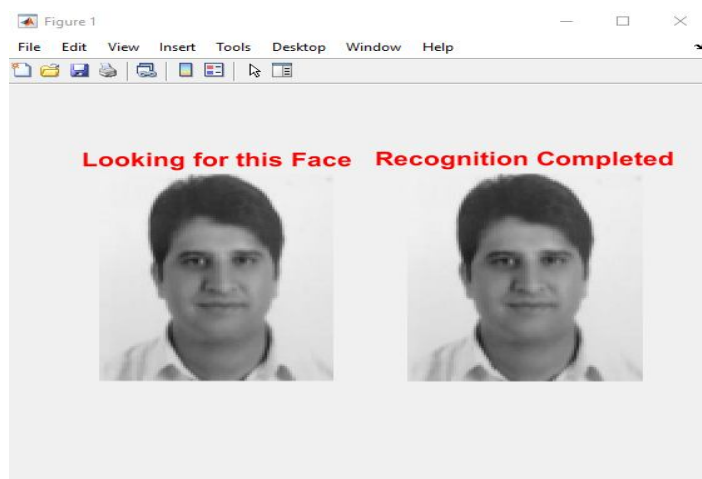 Figure 1
File Edit View Insert Tools Desktop Window Help
Looking for this Face Recognition Completed